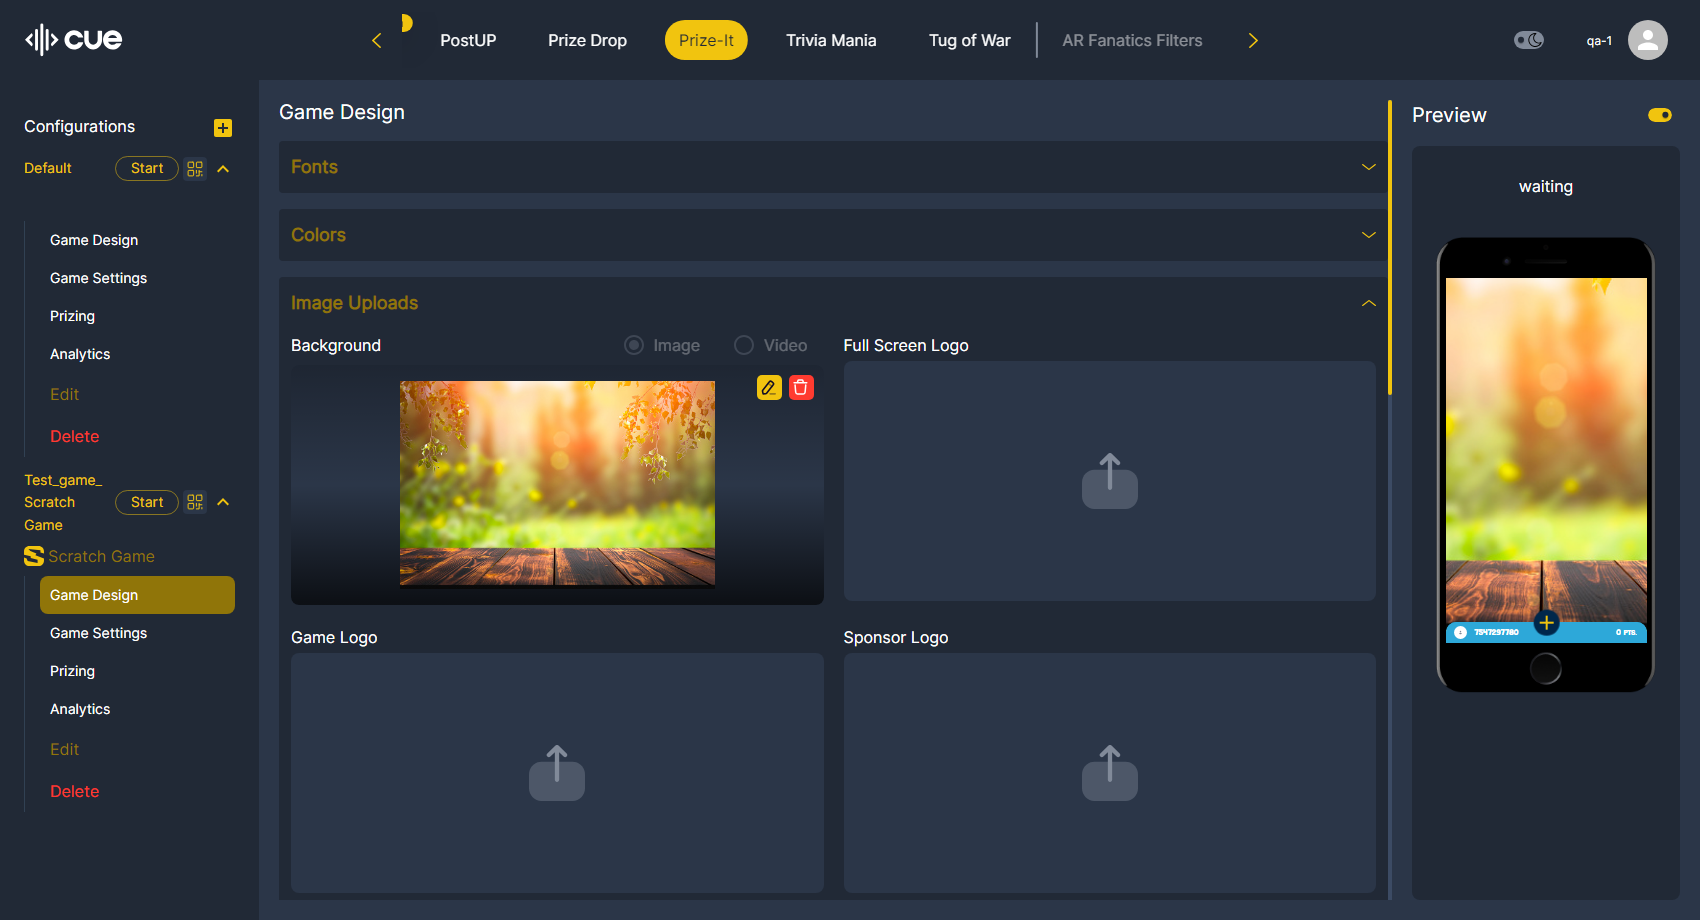 cue
PostUP
Prize Drop
Prize-It
Trivia Mania
Tug of War
AR Fanatics Filters
qa-1
Configurations
Default
Start
Game Design
Game Settings
Prizing
Analytics
Edit
Delete
Test_game_
Scratch
Game
Start
Scratch Game
Game Design
Game Settings
Prizing
Analytics
Edit
Delete
Game Design
Fonts
Colors
Image Uploads
Background
Image
Video
Full Screen Logo
Game Logo
Sponsor Logo
Preview
waiting
7547297780
0 PTS.